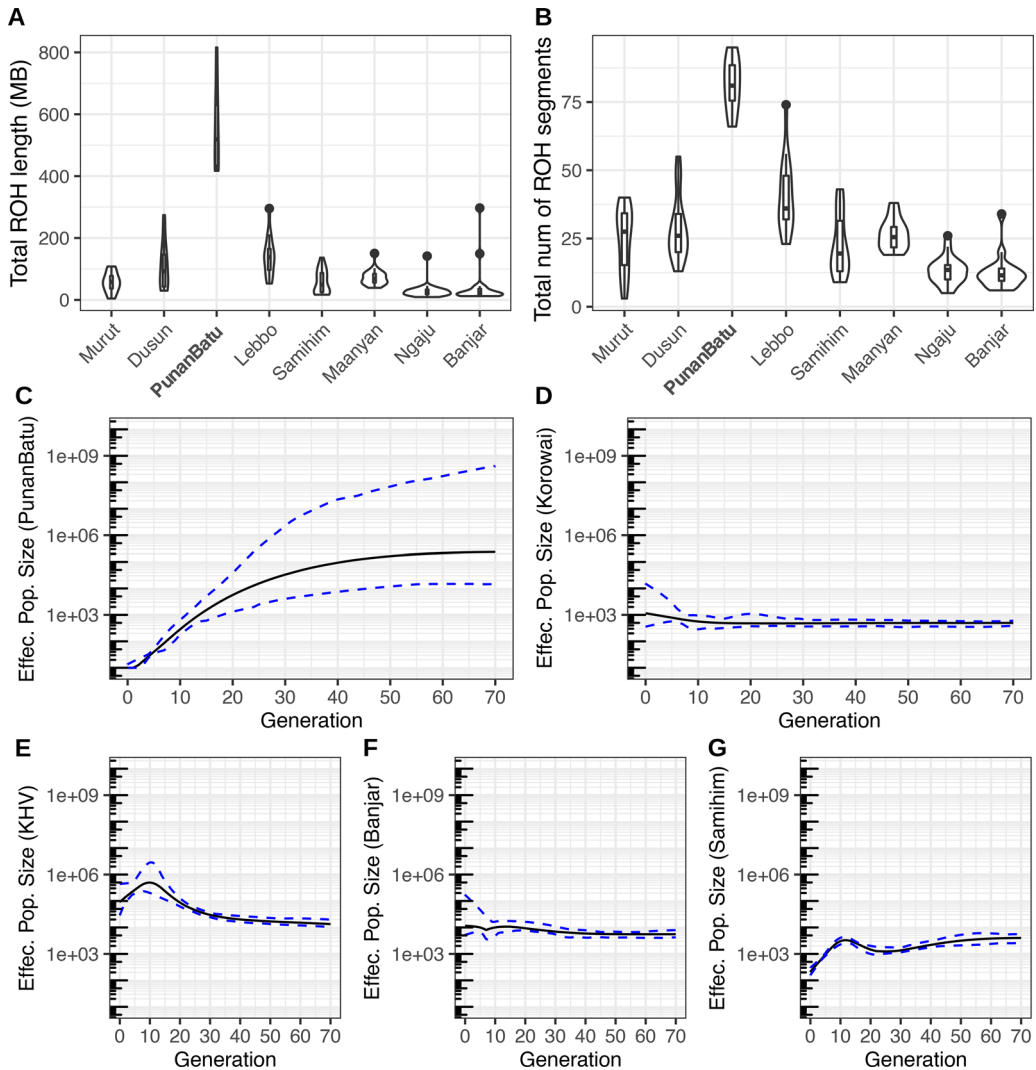 A
Total ROH length (MB)
800
600
400
200
0
Murut
Dusun
PunanBatu
Lebbo
Samihim
Maanyan
Ngaju
Banjar
B
Total num of ROH segments
75
50
25
0
Murut
Dusun
PunanBatu
Lebbo
Samihim
Maanyan
Ngaju
Banjar
C
Effec. Pop. Size (PunanBatu)
1e+09
1e+06
1e+03
0 10 20 30 40 50 60 70
Generation
D
Effec. Pop. Size (Korowai)
1e+09
1e+06
1e+03
0 10 20 30 40 50 60 70
Generation
E
Effec. Pop. Size (KHV)
1e+09
1e+06
1e+03
0 10 20 30 40 50 60 70
Generation
F
Effec. Pop. Size (Banjar)
1e+09
1e+06
1e+03
0 10 20 30 40 50 60 70
Generation
G
Effec. Pop. Size (Samihim)
1e+09
1e+06
1e+03
0 10 20 30 40 50 60 70
Generation